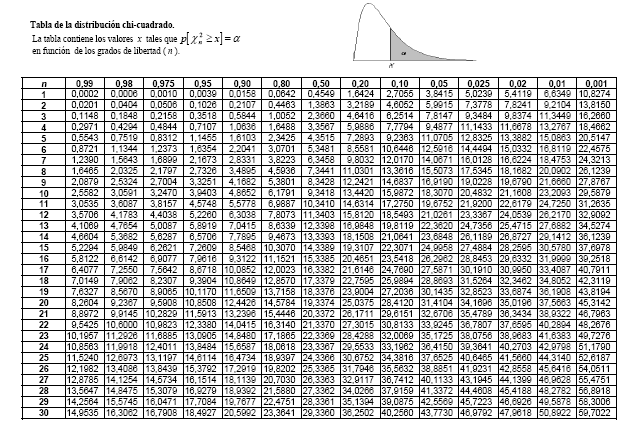 Tabla de la distribución chi-cuadrado.
La tabla contiene los valores x tales que p[χ²ₙ ≥ x] = α
en función de los grados de libertad ( n ).
α
n 0,99 0,98 0,975 0,95 0,90 0,80 0,50 0,20 0,10 0,05 0,025 0,02 0,01 0,001
1 0,0002 0,0006 0,0010 0,0039 0,0158 0,0642 0,4549 1,6424 2,7055 3,8415 5,0239 5,4119 6,6349 10,8274
2 0,0201 0,0404 0,0506 0,1026 0,2107 0,4463 1,3863 3,2189 4,6052 5,9915 7,3778 7,8241 9,2104 13,8150
3 0,1148 0,1848 0,2158 0,3518 0,5844 1,0052 2,3660 4,6416 6,2514 7,8147 9,3484 9,8374 11,3449 16,2660
4 0,2971 0,4294 0,4844 0,7107 1,0636 1,6488 3,3567 5,9886 7,7794 9,4877 11,1433 11,6678 13,2767 18,4662
5 0,5543 0,7519 0,8312 1,1455 1,6103 2,3425 4,3515 7,2893 9,2363 11,0705 12,8325 13,3882 15,0863 20,5147
6 0,8721 1,1344 1,2373 1,6354 2,2041 3,0701 5,3481 8,5581 10,6446 12,5916 14,4494 15,0332 16,8119 22,4575
7 1,2390 1,5643 1,6899 2,1673 2,8331 3,8223 6,3458 9,8032 12,0170 14,0671 16,0128 16,6224 18,4753 24,3213
8 1,6465 2,0325 2,1797 2,7326 3,4895 4,5936 7,3441 11,0301 13,3616 15,5073 17,5345 18,1682 20,0902 26,1239
9 2,0879 2,5324 2,7004 3,3251 4,1682 5,3801 8,3428 12,2421 14,6837 16,9190 19,0228 19,6790 21,6660 27,8767
10 2,5582 3,0591 3,2470 3,9403 4,8652 6,1791 9,3418 13,4420 15,9872 18,3070 20,4832 21,1608 23,2093 29,5879
11 3,0535 3,6087 3,8157 4,5748 5,5778 6,9887 10,3410 14,6314 17,2750 19,6752 21,9200 22,6179 24,7250 31,2635
12 3,5706 4,1783 4,4038 5,2260 6,3038 7,8073 11,3403 15,8120 18,5493 21,0261 23,3367 24,0539 26,2170 32,9092
13 4,1069 4,7654 5,0087 5,8919 7,0415 8,6339 12,3398 16,9848 19,8119 22,3620 24,7356 25,4715 27,6882 34,5274
14 4,6604 5,3682 5,6287 6,5706 7,7895 9,4673 13,3393 18,1508 21,0641 23,6848 26,1189 26,8727 29,1412 36,1239
15 5,2294 5,9849 6,2621 7,2609 8,5468 10,3070 14,3389 19,3107 22,3071 24,9958 27,4884 28,2595 30,5780 37,6978
16 5,8122 6,6142 6,9077 7,9616 9,3122 11,1521 15,3385 20,4651 23,5418 26,2962 28,8453 29,6332 31,9999 39,2518
17 6,4077 7,2550 7,5642 8,6718 10,0852 12,0023 16,3382 21,6146 24,7690 27,5871 30,1910 30,9950 33,4087 40,7911
18 7,0149 7,9062 8,2307 9,3904 10,8649 12,8570 17,3379 22,7595 25,9894 28,8693 31,5264 32,3462 34,8052 42,3119
19 7,6327 8,5670 8,9065 10,1170 11,6509 13,7158 18,3376 23,9004 27,2036 30,1435 32,8523 33,6874 36,1908 43,8194
20 8,2604 9,2367 9,5908 10,8508 12,4426 14,5784 19,3374 25,0375 28,4120 31,4104 34,1696 35,0196 37,5663 45,3142
21 8,8972 9,9145 10,2829 11,5913 13,2396 15,4446 20,3372 26,1711 29,6151 32,6706 35,4789 36,3434 38,9322 46,7963
22 9,5425 10,6000 10,9823 12,3380 14,0415 16,3140 21,3370 27,3015 30,8133 33,9245 36,7807 37,6595 40,2894 48,2676
23 10,1957 11,2926 11,6885 13,0905 14,8480 17,1865 22,3369 28,4288 32,0069 35,1725 38,0756 38,9683 41,6383 49,7276
24 10,8563 11,9918 12,4011 13,8484 15,6587 18,0618 23,3367 29,5533 33,1962 36,4150 39,3641 40,2703 42,9798 51,1790
25 11,5240 12,6973 13,1197 14,6114 16,4734 18,9397 24,3366 30,6752 34,3816 37,6525 40,6465 41,5660 44,3140 52,6187
26 12,1982 13,4086 13,8439 15,3792 17,2919 19,8202 25,3365 31,7946 35,5632 38,8851 41,9231 42,8558 45,6416 54,0511
27 12,8785 14,1254 14,5734 16,1514 18,1139 20,7030 26,3363 32,9117 36,7412 40,1133 43,1945 44,1399 46,9628 55,4751
28 13,5647 14,8475 15,3079 16,9279 18,9392 21,5880 27,3362 34,0266 37,9159 41,3372 44,4608 45,4188 48,2782 56,8918
29 14,2564 15,5745 16,0471 17,7084 19,7677 22,4751 28,3361 35,1394 39,0875 42,5569 45,7223 46,6926 49,5878 58,3006
30 14,9535 16,3062 16,7908 18,4927 20,5992 23,3641 29,3360 36,2502 40,2560 43,7730 46,9792 47,9618 50,8922 59,7022